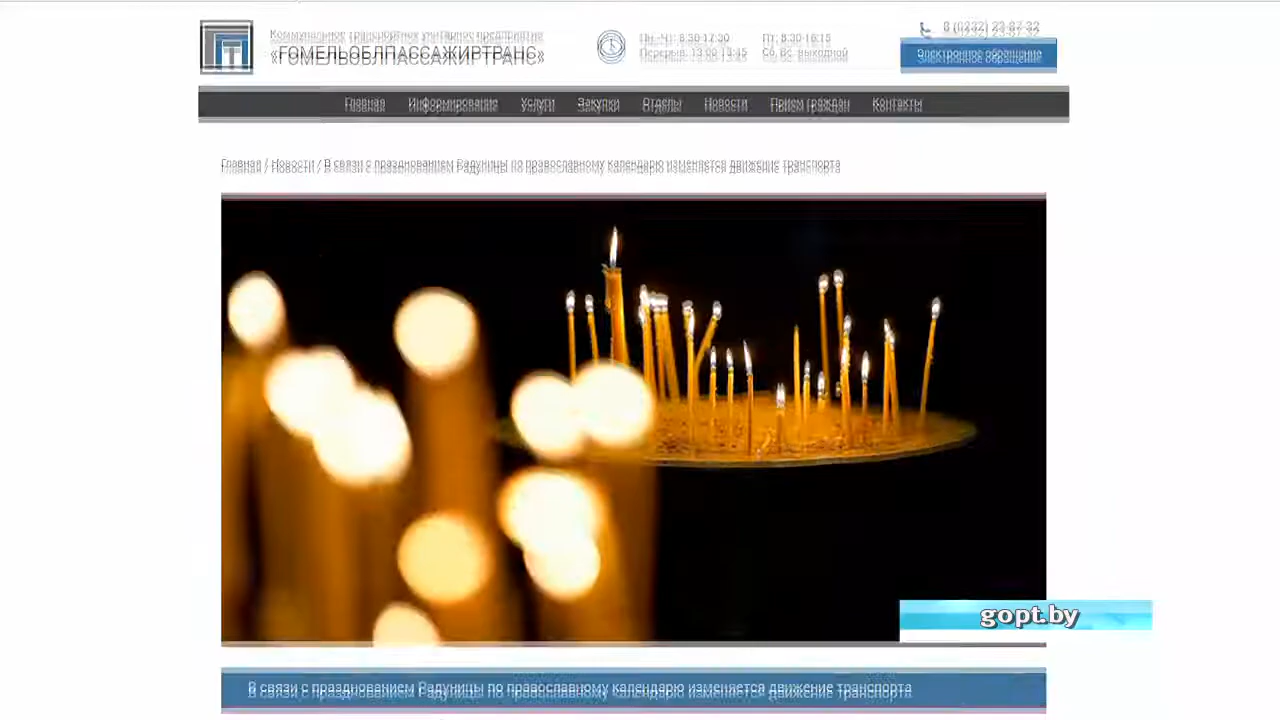 Коммунальное транспортное унитарное предприятие
«ГОМЕЛЬОБЛПАССАЖИРТРАНС»
Пн.-Чт.: 8.30-17.30
Перерыв: 13.00-13.45
Пт.: 8.30-16.15
Сб, Вс: выходной
8 (0232) 23-87-32
Электронное обращение
Главная Информирование Услуги Закупки Отделы Новости Прием граждан Контакты
Главная / Новости / В связи с празднованием Радуницы по православному календарю изменяется движение транспорта
gopt.by
В связи с празднованием Радуницы по православному календарю изменяется движение транспорта